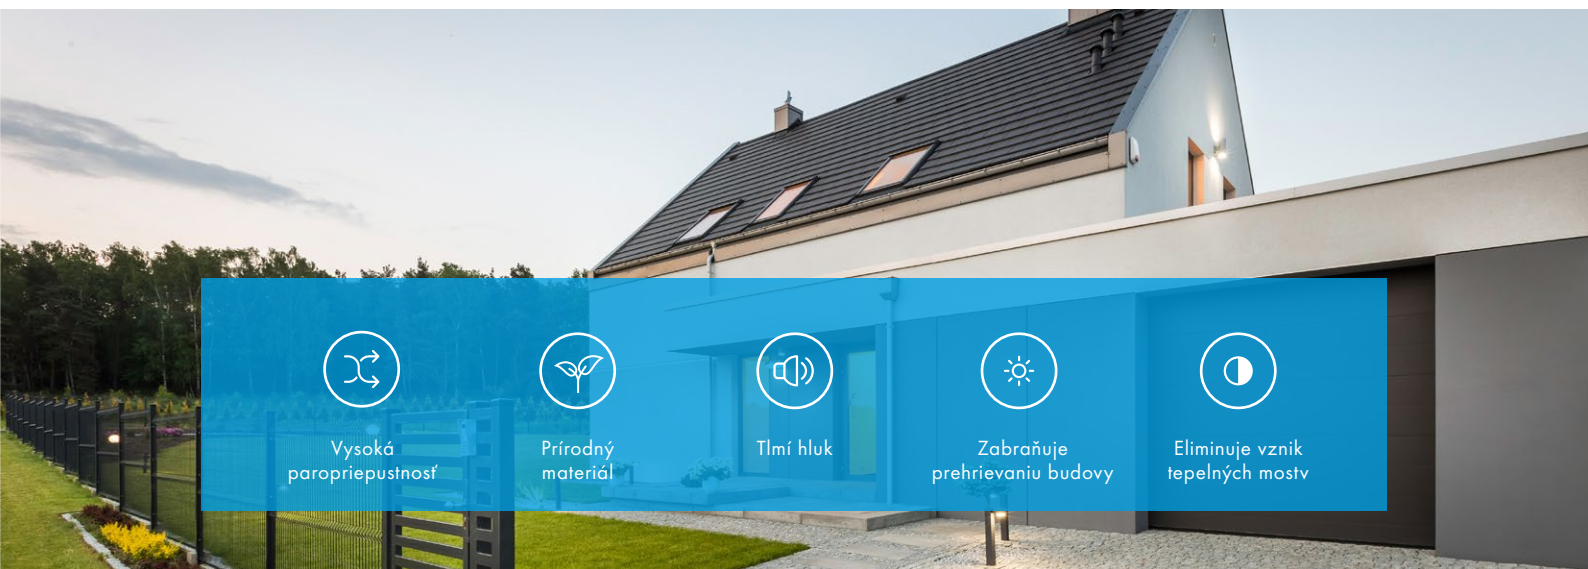 Vysoká
paropriepustnosť
Prírodný
materiál
Tlmí hluk
Zabraňuje
prehrievaniu budovy
Eliminuje vznik
tepelných mostv